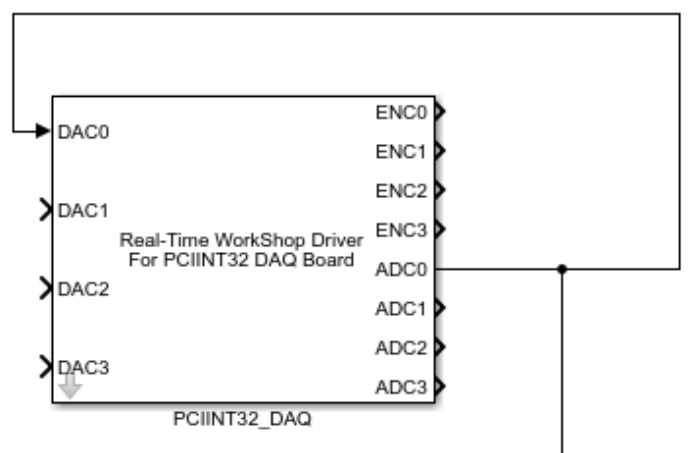 DAC0
DAC1
DAC2
DAC3
Real-Time WorkShop Driver
For PCIINT32 DAQ Board
ENC0
ENC1
ENC2
ENC3
ADC0
ADC1
ADC2
ADC3
PCIINT32_DAQ